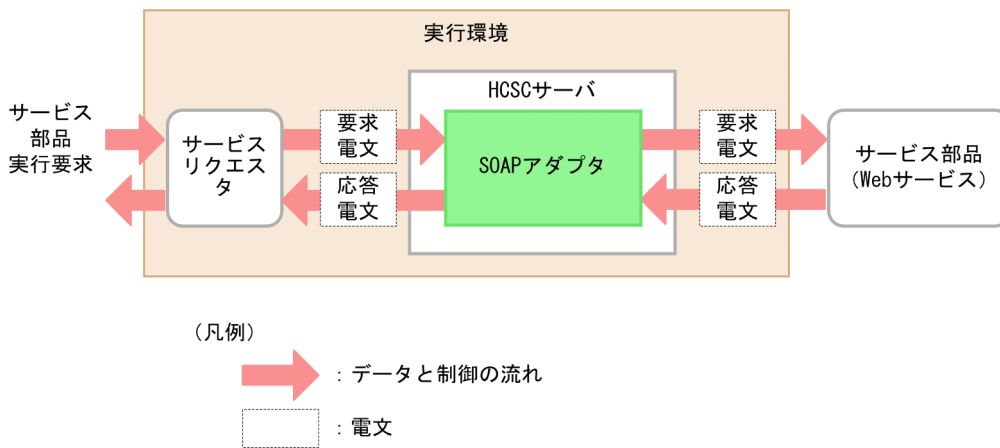 実行環境
HCSCサーバ
サービス
部品
実行要求
サービス
リクエス
タ
要求
電文
応答
電文
SOAPアダプタ
要求
電文
応答
電文
サービス部品
(Webサービス)
(凡例)
:データと制御の流れ
:電文